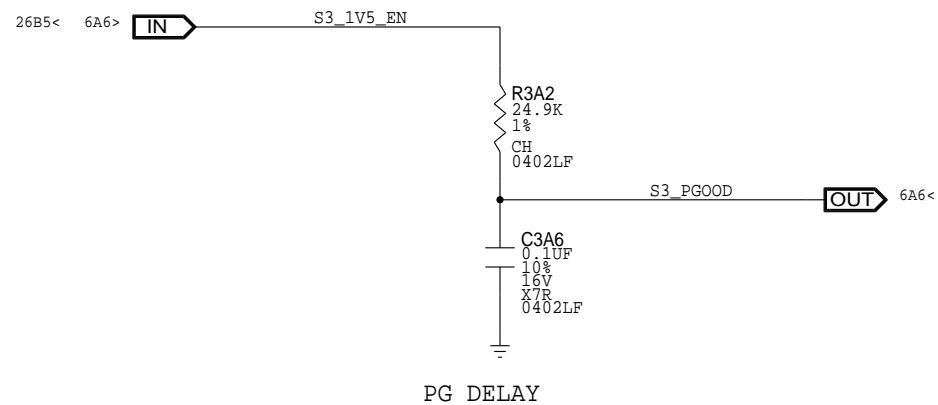 26B5< 6A6> IN S3_1V5_EN
R3A2
24.9K
1%
CH
0402LF
S3_PGOOD OUT 6A6<
C3A6
0.1UF
10%
16V
X7R
0402LF
PG DELAY